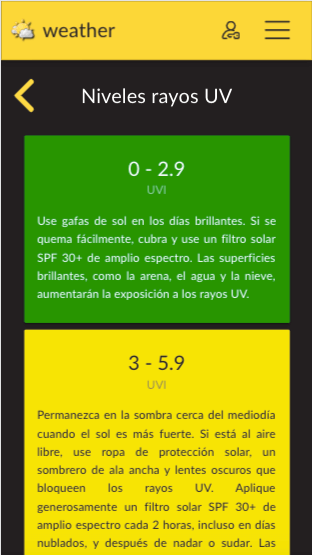 weather
Niveles rayos UV
0 - 2.9
UVI
Use gafas de sol en los días brillantes. Si se
quema fácilmente, cubra y use un filtro solar
SPF 30+ de amplio espectro. Las superficies
brillantes, como la arena, el agua y la nieve,
aumentarán la exposición a los rayos UV.
3 - 5.9
UVI
Permanezca en la sombra cerca del mediodía
cuando el sol es más fuerte. Si está al aire
libre, use ropa de protección solar, un
sombrero de ala ancha y lentes oscuros que
bloqueen los rayos UV. Aplique
generosamente un filtro solar SPF 30+ de
amplio espectro cada 2 horas, incluso en días
nublados, y después de nadar o sudar. Las